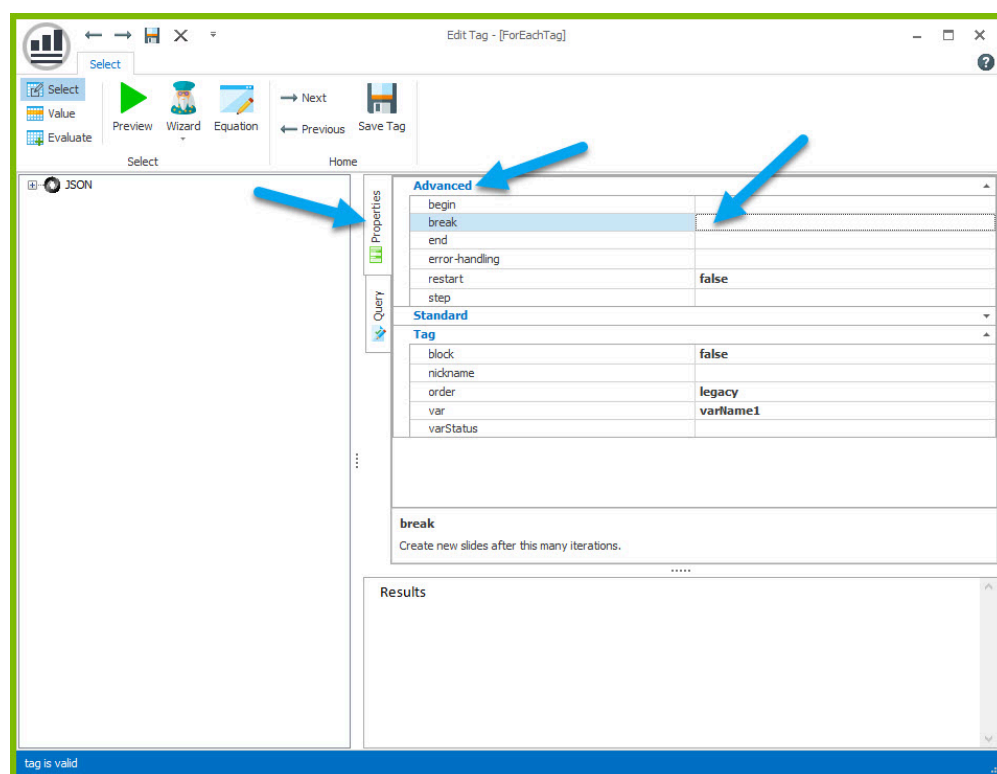 Edit Tag - [ForEachTag]
Select
Select
Value
Evaluate
Preview
Wizard
Equation
Next
Previous
Save Tag
Select
Home
JSON
Properties
Query
Advanced
begin
break
end
error-handling
restart false
step
Standard
Tag
block false
nickname
order legacy
var varName1
varStatus
break
Create new slides after this many iterations.
Results
tag is valid